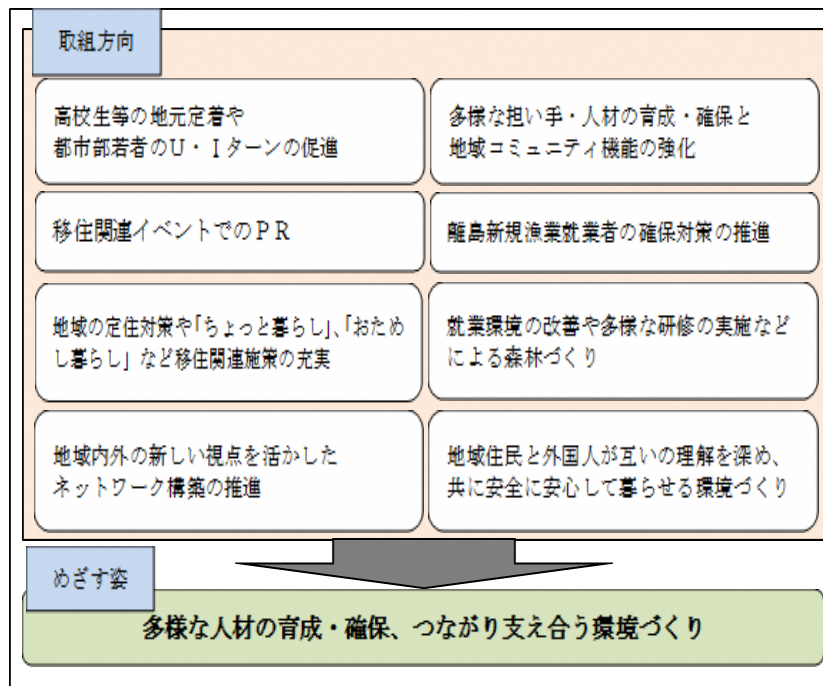 取組方向
高校生等の地元定着や
都市部若者のU・Iターンの促進
多様な担い手・人材の育成・確保と
地域コミュニティ機能の強化
移住関連イベントでのＰＲ
離島新規漁業就業者の確保対策の推進
地域の定住対策や「ちょっと暮らし」、「おため
し暮らし」など移住関連施策の充実
就業環境の改善や多様な研修の実施など
による森林づくり
地域内外の新しい視点を活かした
ネットワーク構築の推進
地域住民と外国人が互いの理解を深め、
共に安全に安心して暮らせる環境づくり
めざす姿
多様な人材の育成・確保、つながり支え合う環境づくり